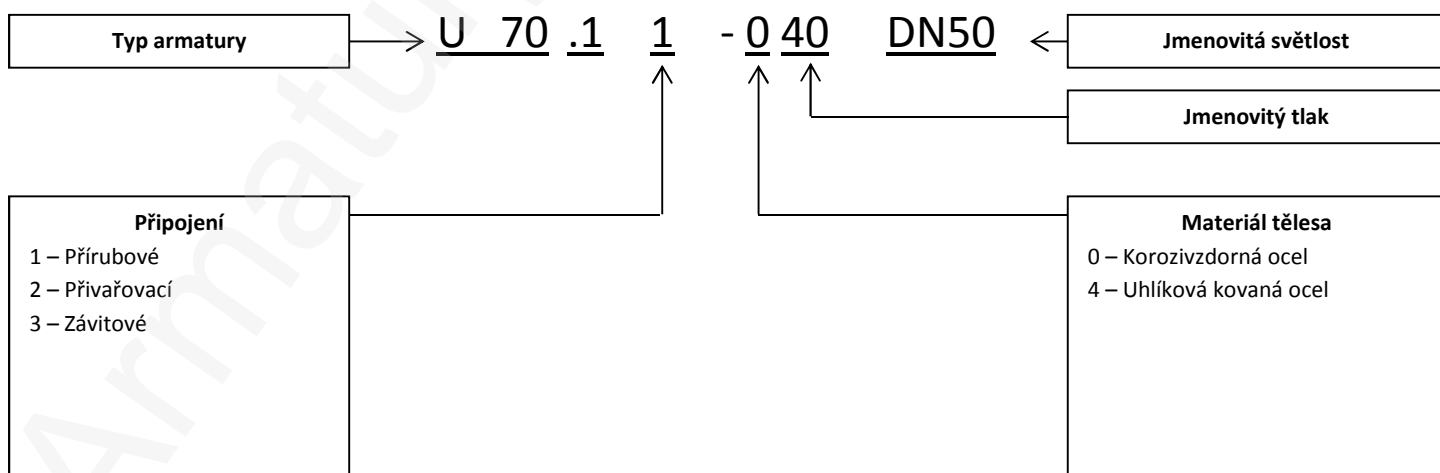 Typ armatury
U 70 .1 1 - 0 40 DN50
Jmenovitá světlost
Jmenovitý tlak
Připojení
1 – Přírubové
2 – Přivařovací
3 – Závitové
Materiál tělesa
0 – Korozivzdorná ocel
4 – Uhlíková kovaná ocel
Armatu